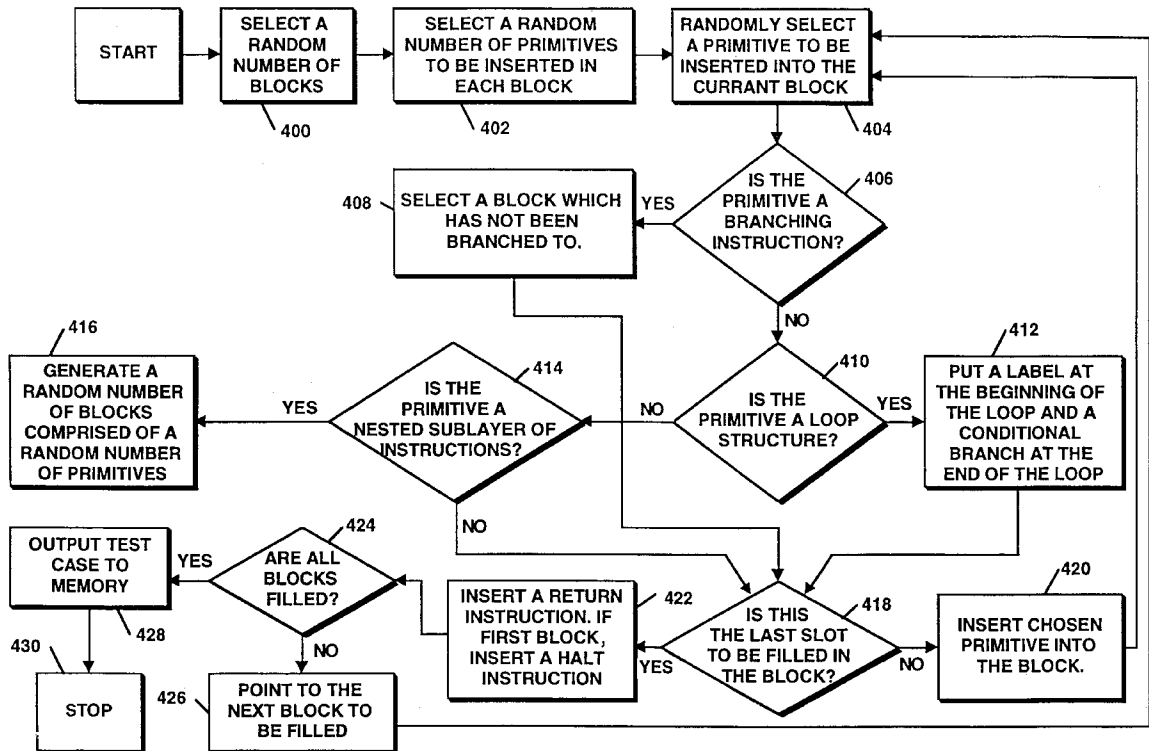 START
SELECT A
RANDOM
NUMBER OF
BLOCKS
400
SELECT A RANDOM
NUMBER OF PRIMITIVES
TO BE INSERTED IN
EACH BLOCK
402
RANDOMLY SELECT
A PRIMITIVE TO BE
INSERTED INTO THE
CURRANT BLOCK
404
IS THE
PRIMITIVE A
BRANCHING
INSTRUCTION?
406
YES
NO
408
SELECT A BLOCK WHICH
HAS NOT BEEN
BRANCHED TO.
410
IS THE
PRIMITIVE A LOOP
STRUCTURE?
YES
NO
412
PUT A LABEL AT
THE BEGINNING OF
THE LOOP AND A
CONDITIONAL
BRANCH AT THE
END OF THE LOOP
414
IS THE
PRIMITIVE A
NESTED SUBLAYER OF
INSTRUCTIONS?
YES
NO
416
GENERATE A
RANDOM NUMBER
OF BLOCKS
COMPRISED OF A
RANDOM NUMBER
OF PRIMITIVES
418
IS THIS
THE LAST SLOT
TO BE FILLED IN
THE BLOCK?
NO
YES
420
INSERT CHOSEN
PRIMITIVE INTO
THE BLOCK.
422
INSERT A RETURN
INSTRUCTION. IF
FIRST BLOCK,
INSERT A HALT
INSTRUCTION
424
ARE ALL
BLOCKS
FILLED?
YES
NO
426
POINT TO THE
NEXT BLOCK TO
BE FILLED
OUTPUT TEST
CASE TO
MEMORY
428
430
STOP